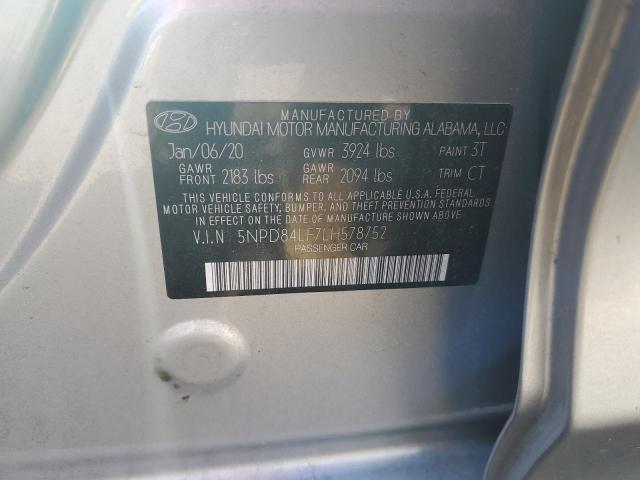 MANUFACTURED BY
HYUNDAI MOTOR MANUFACTURING ALABAMA, LLC
Jan/06/20 GVWR 3924 lbs PAINT 3T
GAWR FRONT 2183 lbs GAWR REAR 2094 lbs TRIM CT
THIS VEHICLE CONFORMS TO ALL APPLICABLE U.S.A. FEDERAL
MOTOR VEHICLE SAFETY, BUMPER, AND THEFT PREVENTION STANDARDS
IN EFFECT ON THE DATE OF MANUFACTURE SHOWN ABOVE.
V.I.N 5NPD84LF7LH578752
PASSENGER CAR